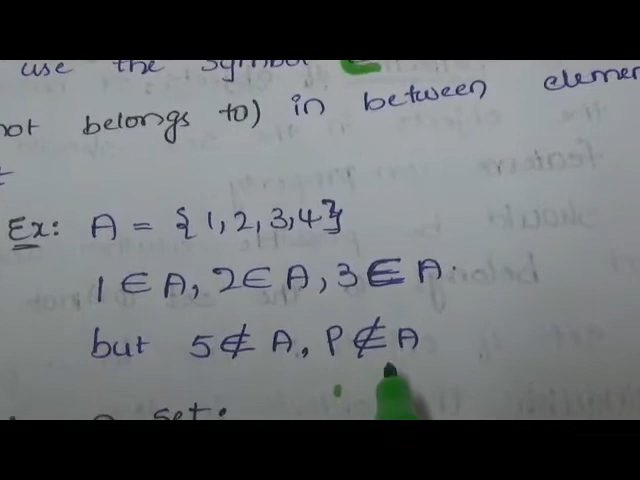 use the symbol ∈
not belongs to) in between elemen
Ex: A = {1,2,3,4}
1 ∈ A, 2 ∈ A, 3 ∈ A.
but 5 ∉ A, P ∉ A
a set.